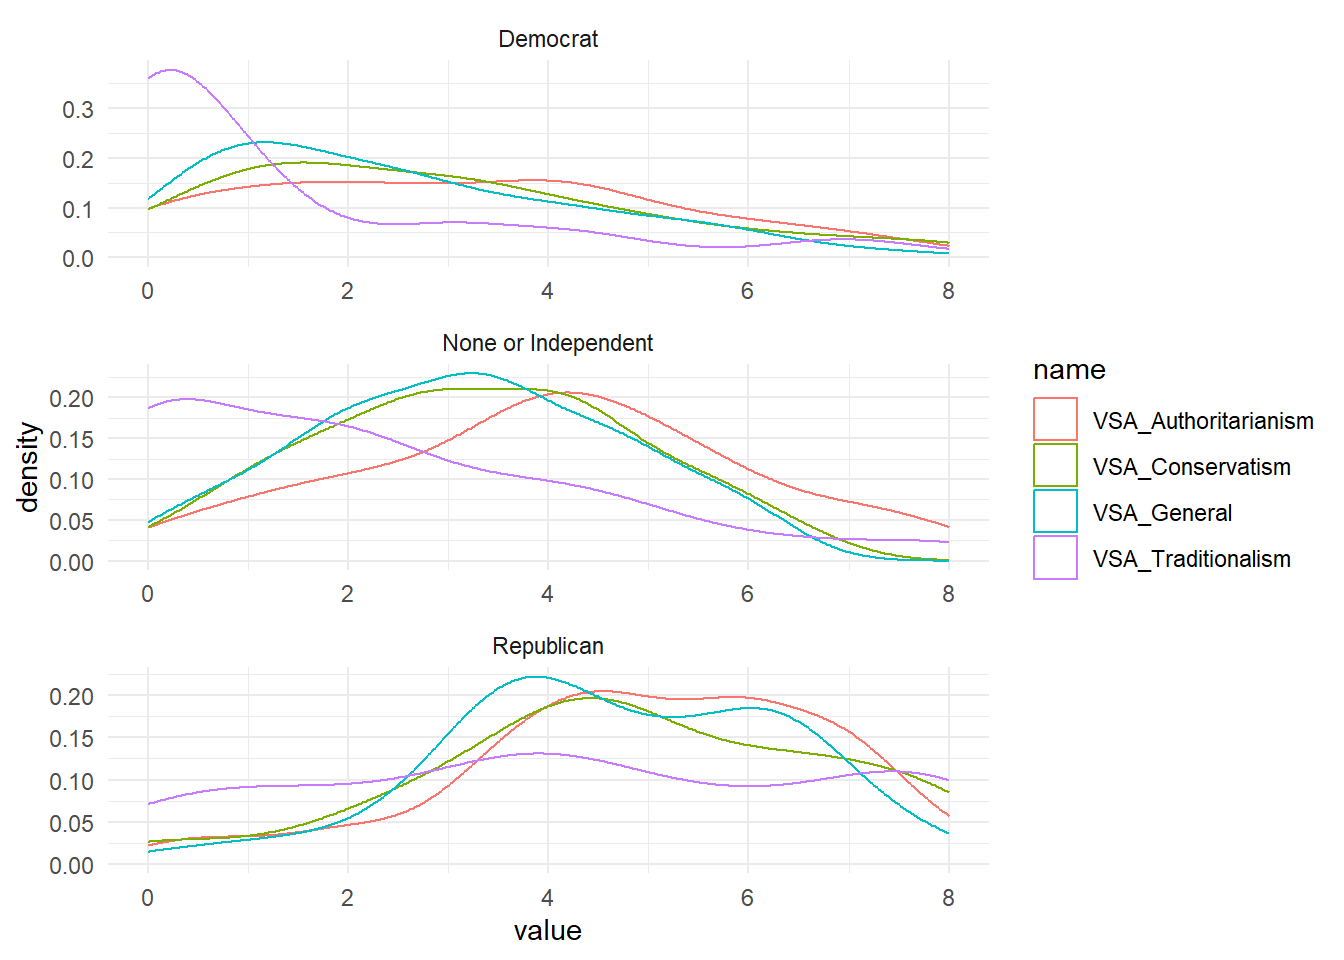 Democrat
0.3
0.2
0.1
0.0
0 2 4 6 8
None or Independent
0.20
0.15
0.10
0.05
0.00
0 2 4 6 8
Republican
0.20
0.15
0.10
0.05
0.00
0 2 4 6 8
value
density
name
VSA_Authoritarianism
VSA_Conservatism
VSA_General
VSA_Traditionalism